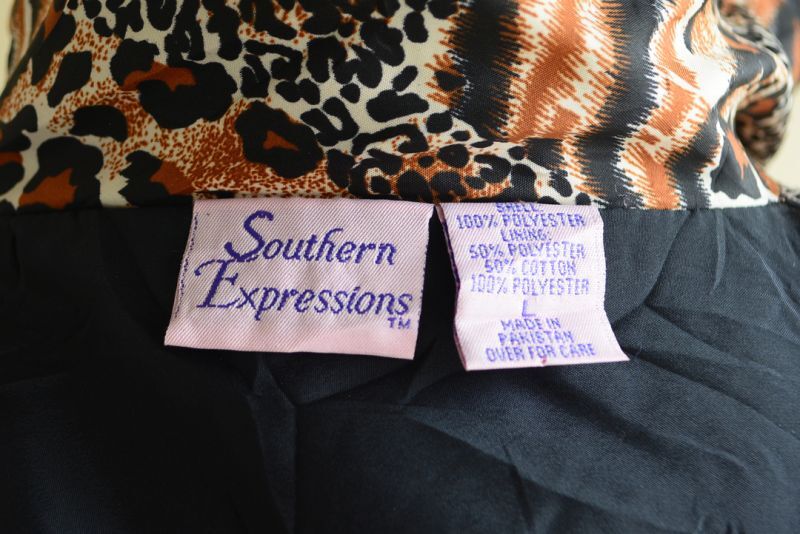 Southern
Expressions
TM
SHELL:
100% POLYESTER
LINING:
50% POLYESTER
50% COTTON
100% POLYESTER
L
MADE IN
PAKISTAN
OVER FOR CARE